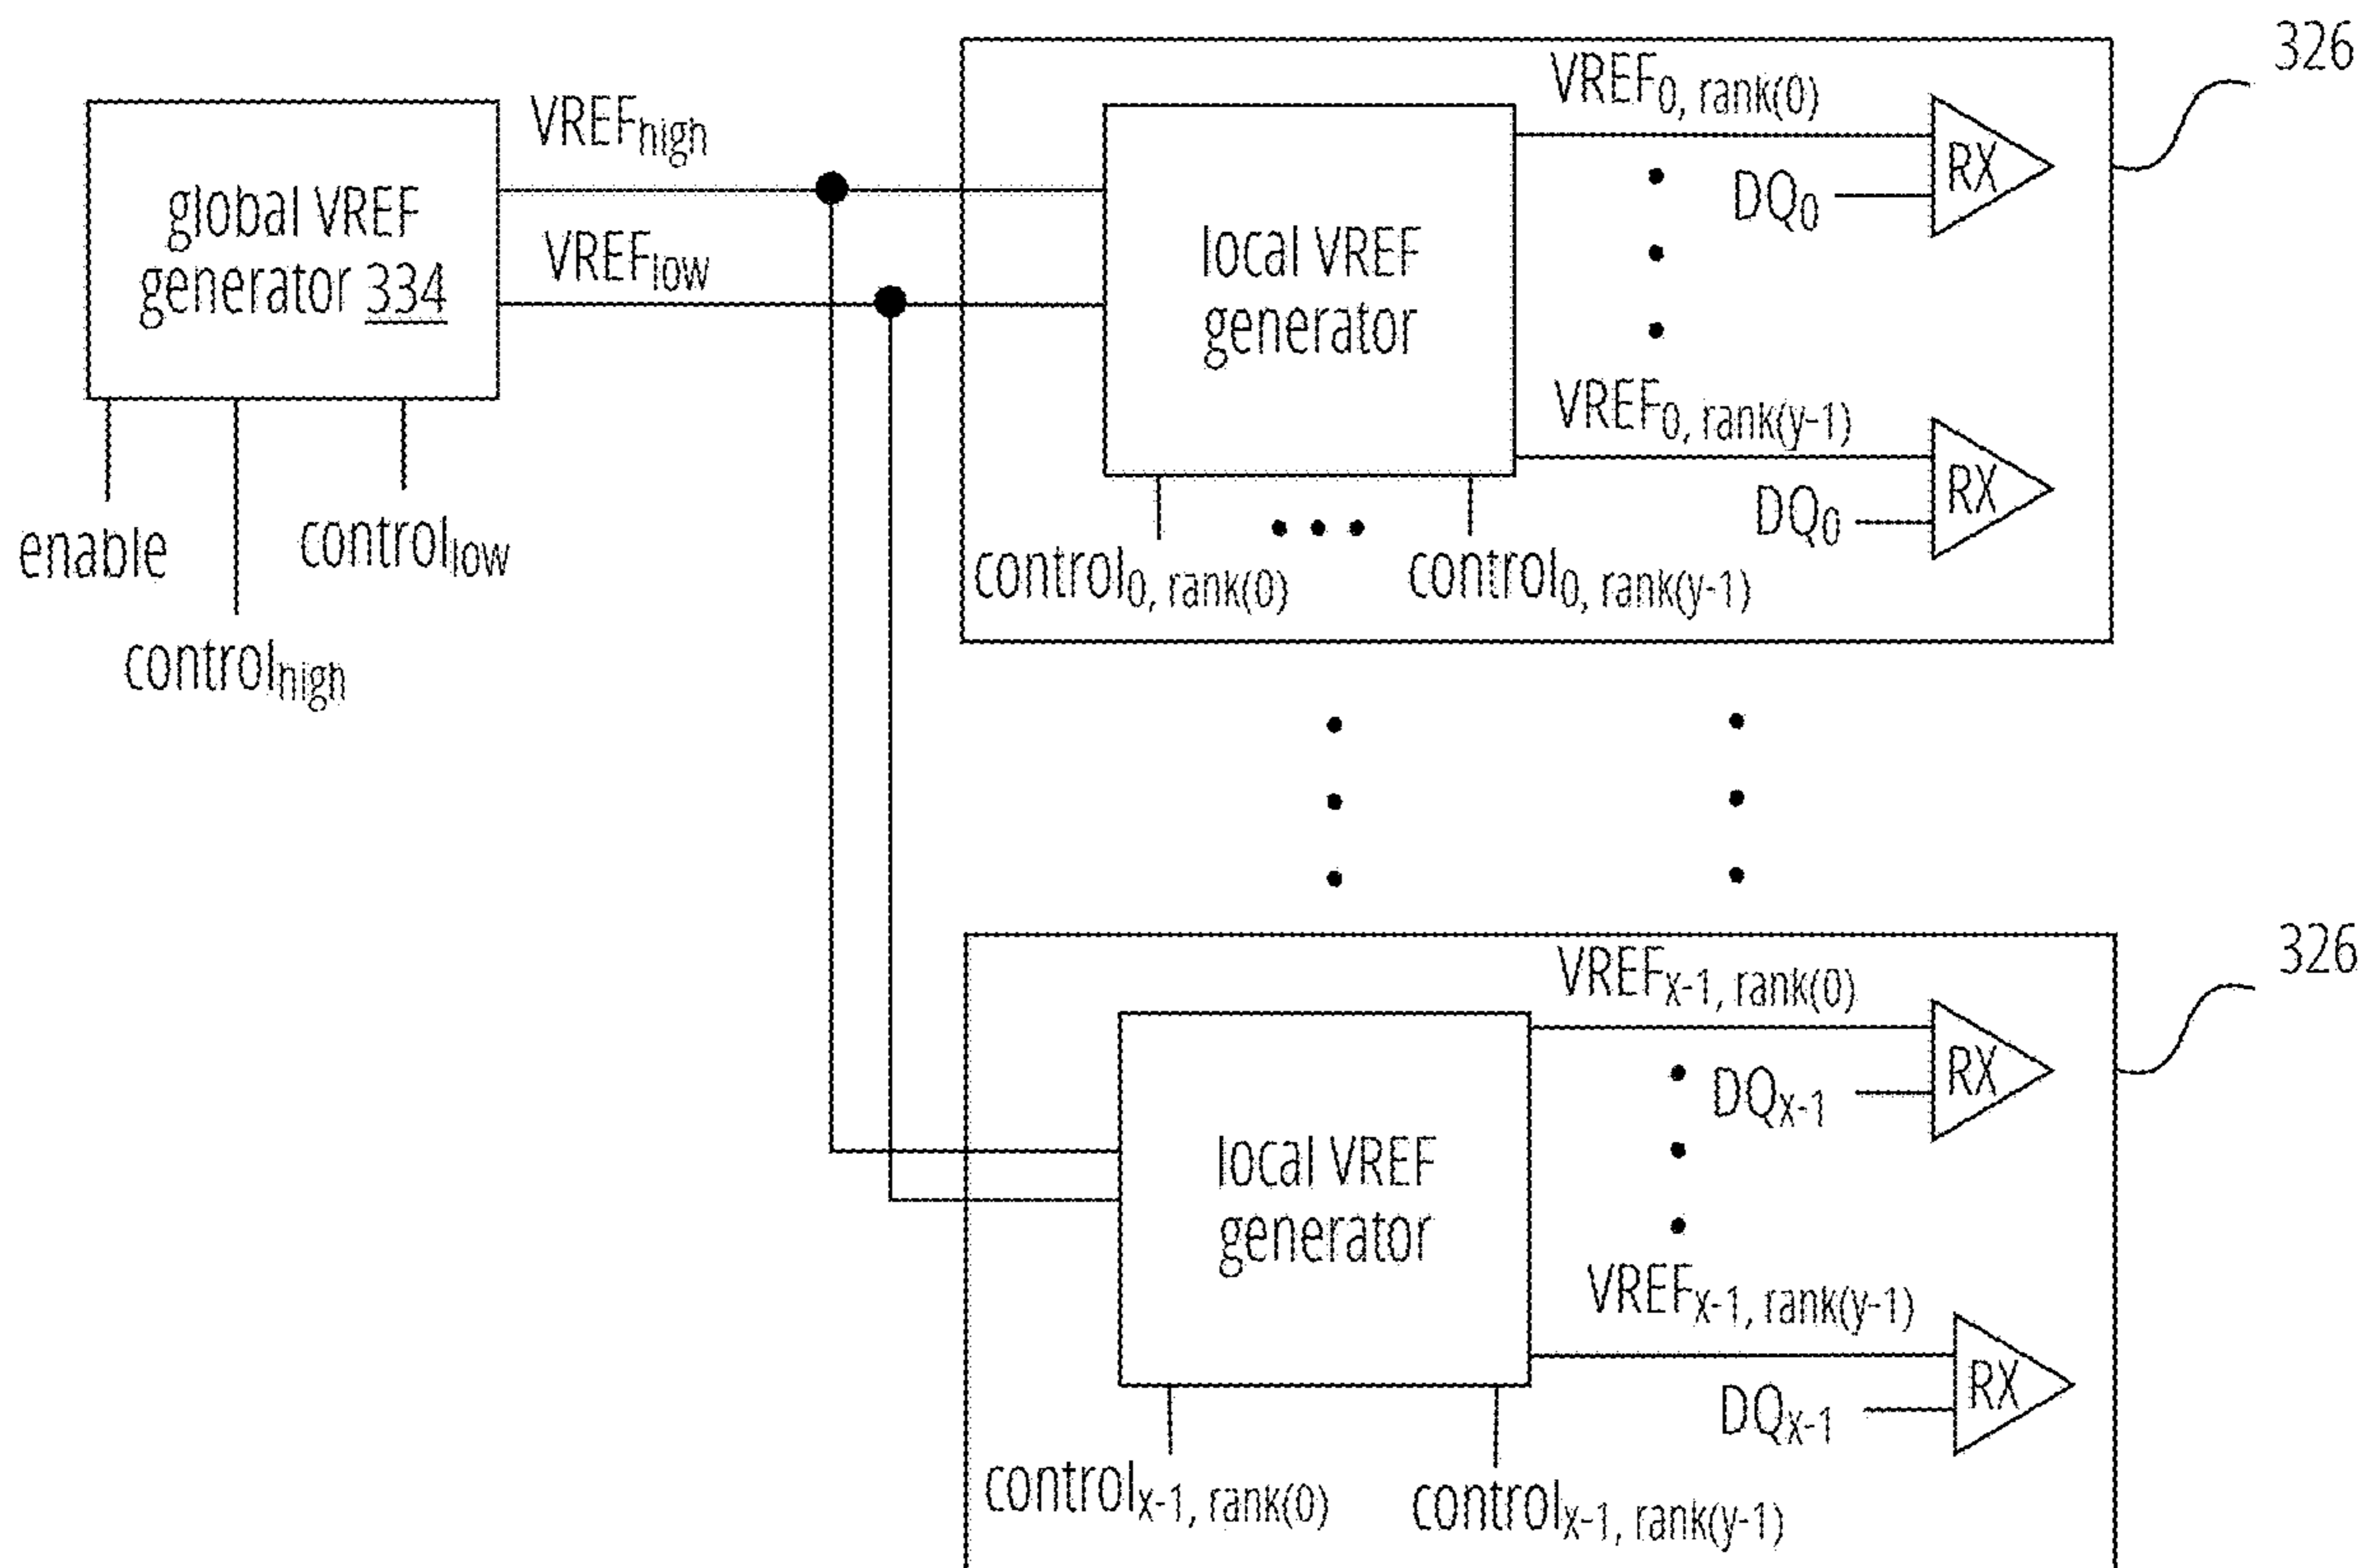 326
VREF0, rank(0)
VREFhigh
RX
global VREF
generator 334
DQ0
VREFlow
local VREF
generator
VREF0, rank(y-1)
RX
DQ0
enable
controllow
control0, rank(0)
control0, rank(y-1)
controlhigh
326
VREFx-1, rank(0)
RX
DQx-1
local VREF
generator
VREFx-1, rank(y-1)
RX
DQx-1
controlx-1, rank(0)
controlx-1, rank(y-1)